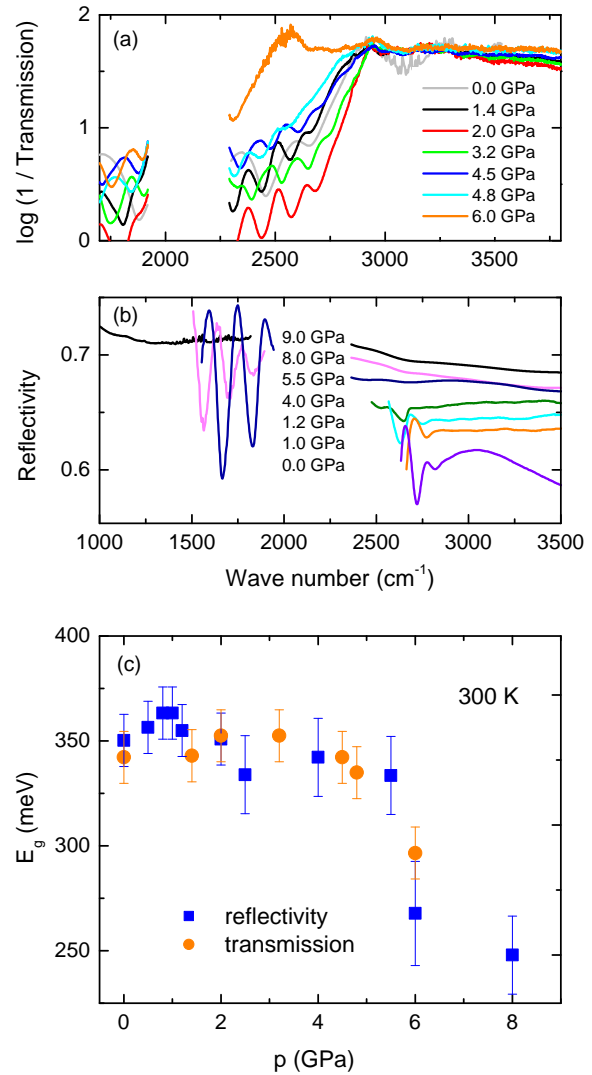 (a)
log (1 / Transmission)
2
1
0
0.0 GPa
1.4 GPa
2.0 GPa
3.2 GPa
4.5 GPa
4.8 GPa
6.0 GPa
2000 2500 3000 3500
(b)
Reflectivity
0.7
0.6
9.0 GPa
8.0 GPa
5.5 GPa
4.0 GPa
1.2 GPa
1.0 GPa
0.0 GPa
1000 1500 2000 2500 3000 3500
Wave number (cm⁻¹)
(c)
300 K
E_g (meV)
400
350
300
250
reflectivity
transmission
0 2 4 6 8
p (GPa)